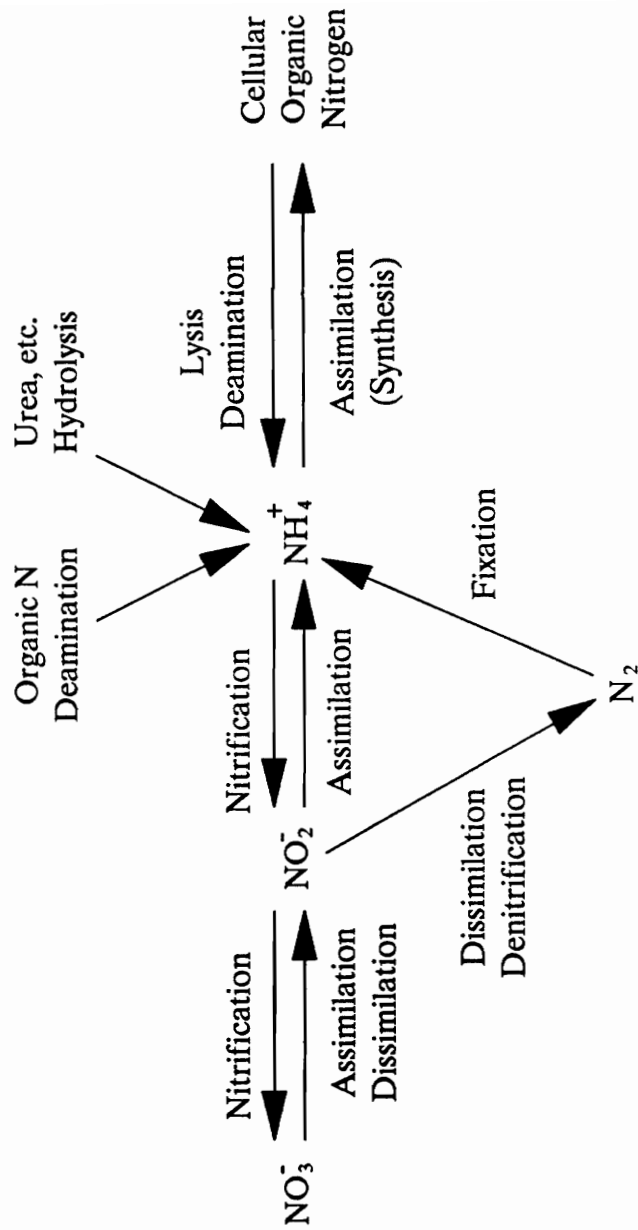 Organic N
Deamination
Urea, etc.
Hydrolysis
Nitrification
Nitrification
Lysis
Deamination
NO₃⁻
NO₂⁻
NH₄⁺
Cellular
Organic
Nitrogen
Assimilation
Dissimilation
Assimilation
Assimilation
(Synthesis)
Dissimilation
Denitrification
Fixation
N₂